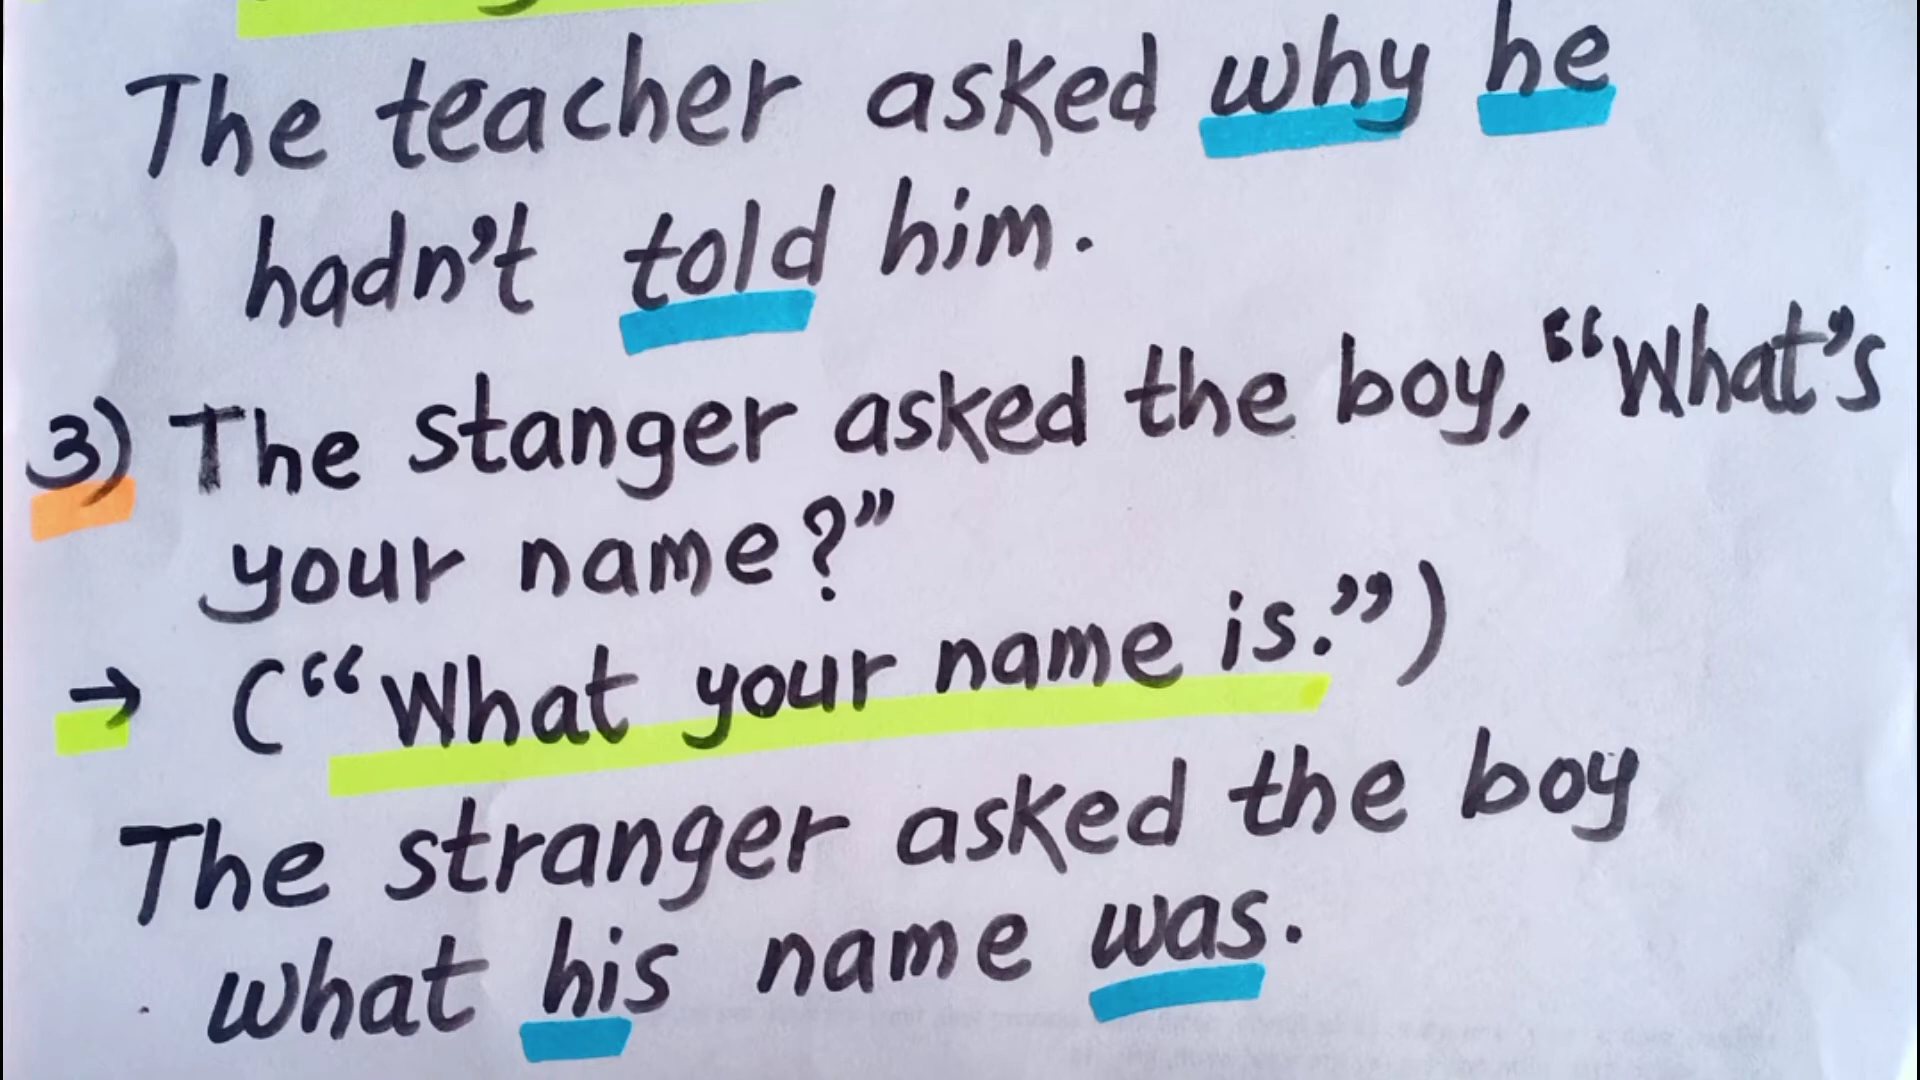 The teacher asked why he
hadn't told him.
3) The stanger asked the boy, “What's
your name?”
→ (“What your name is.”)
The stranger asked the boy
what his name was.